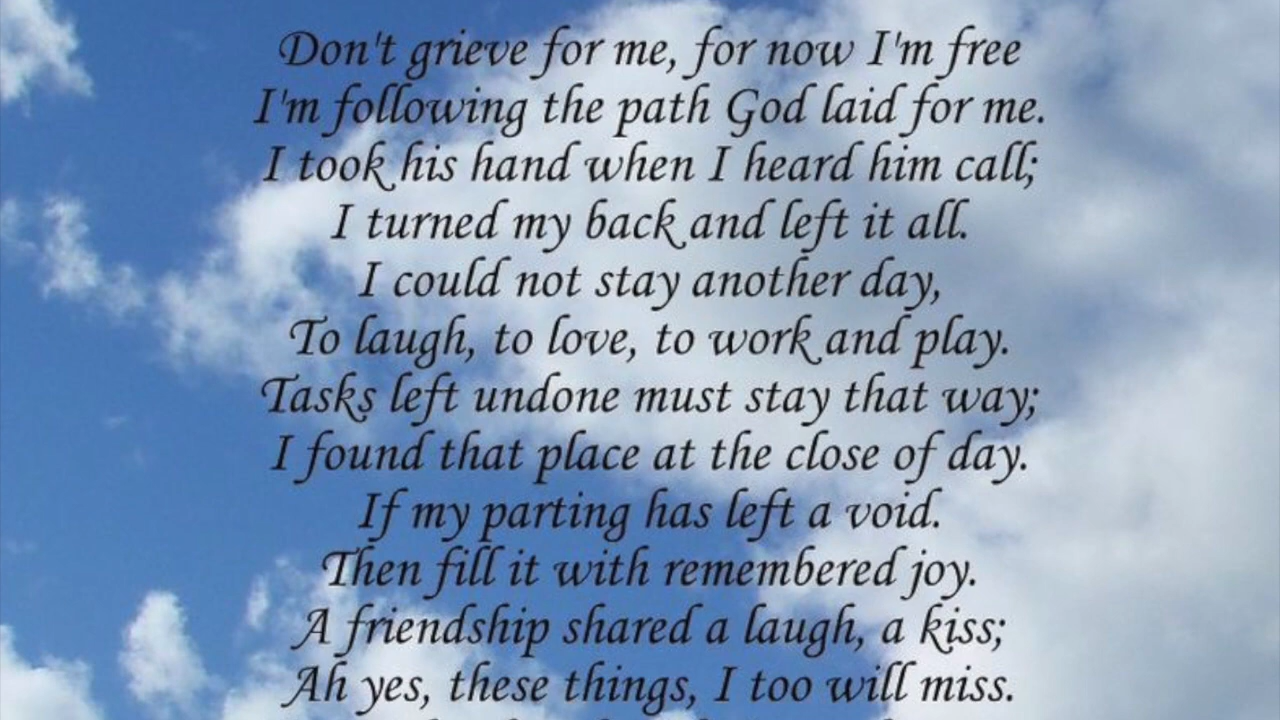 Don't grieve for me, for now I'm free
I'm following the path God laid for me.
I took his hand when I heard him call;
I turned my back and left it all.
I could not stay another day,
To laugh, to love, to work and play.
Tasks left undone must stay that way;
I found that place at the close of day.
If my parting has left a void.
Then fill it with remembered joy.
A friendship shared a laugh, a kiss;
Ah yes, these things, I too will miss.